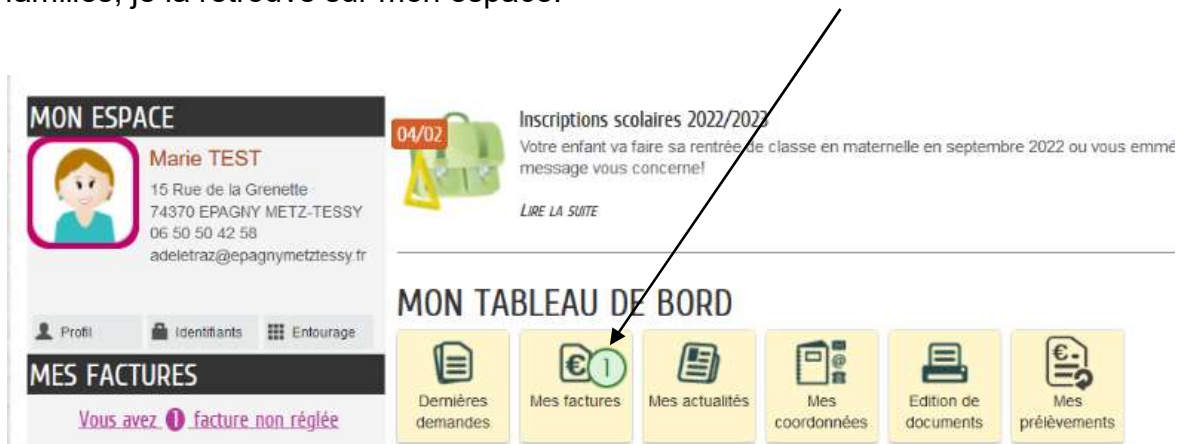 familles, je la retrouve sur mon espace.
MON ESPACE
Marie TEST
15 Rue de la Grenette
74370 EPAGNY METZ-TESSY
06 50 50 42 58
adeletraz@epagnymetztessy.fr
Profil
Identifiants
Entourage
MES FACTURES
Vous avez 1 facture non réglée
04/02
Inscriptions scolaires 2022/2023
Votre enfant va faire sa rentrée de classe en maternelle en septembre 2022 ou vous emmé
message vous concerne!
LIRE LA SUITE
MON TABLEAU DE BORD
Dernières
demandes
€ 1
Mes factures
Mes actualités
@
Mes
coordonnées
Edition de
documents
€-
Mes
prélèvements